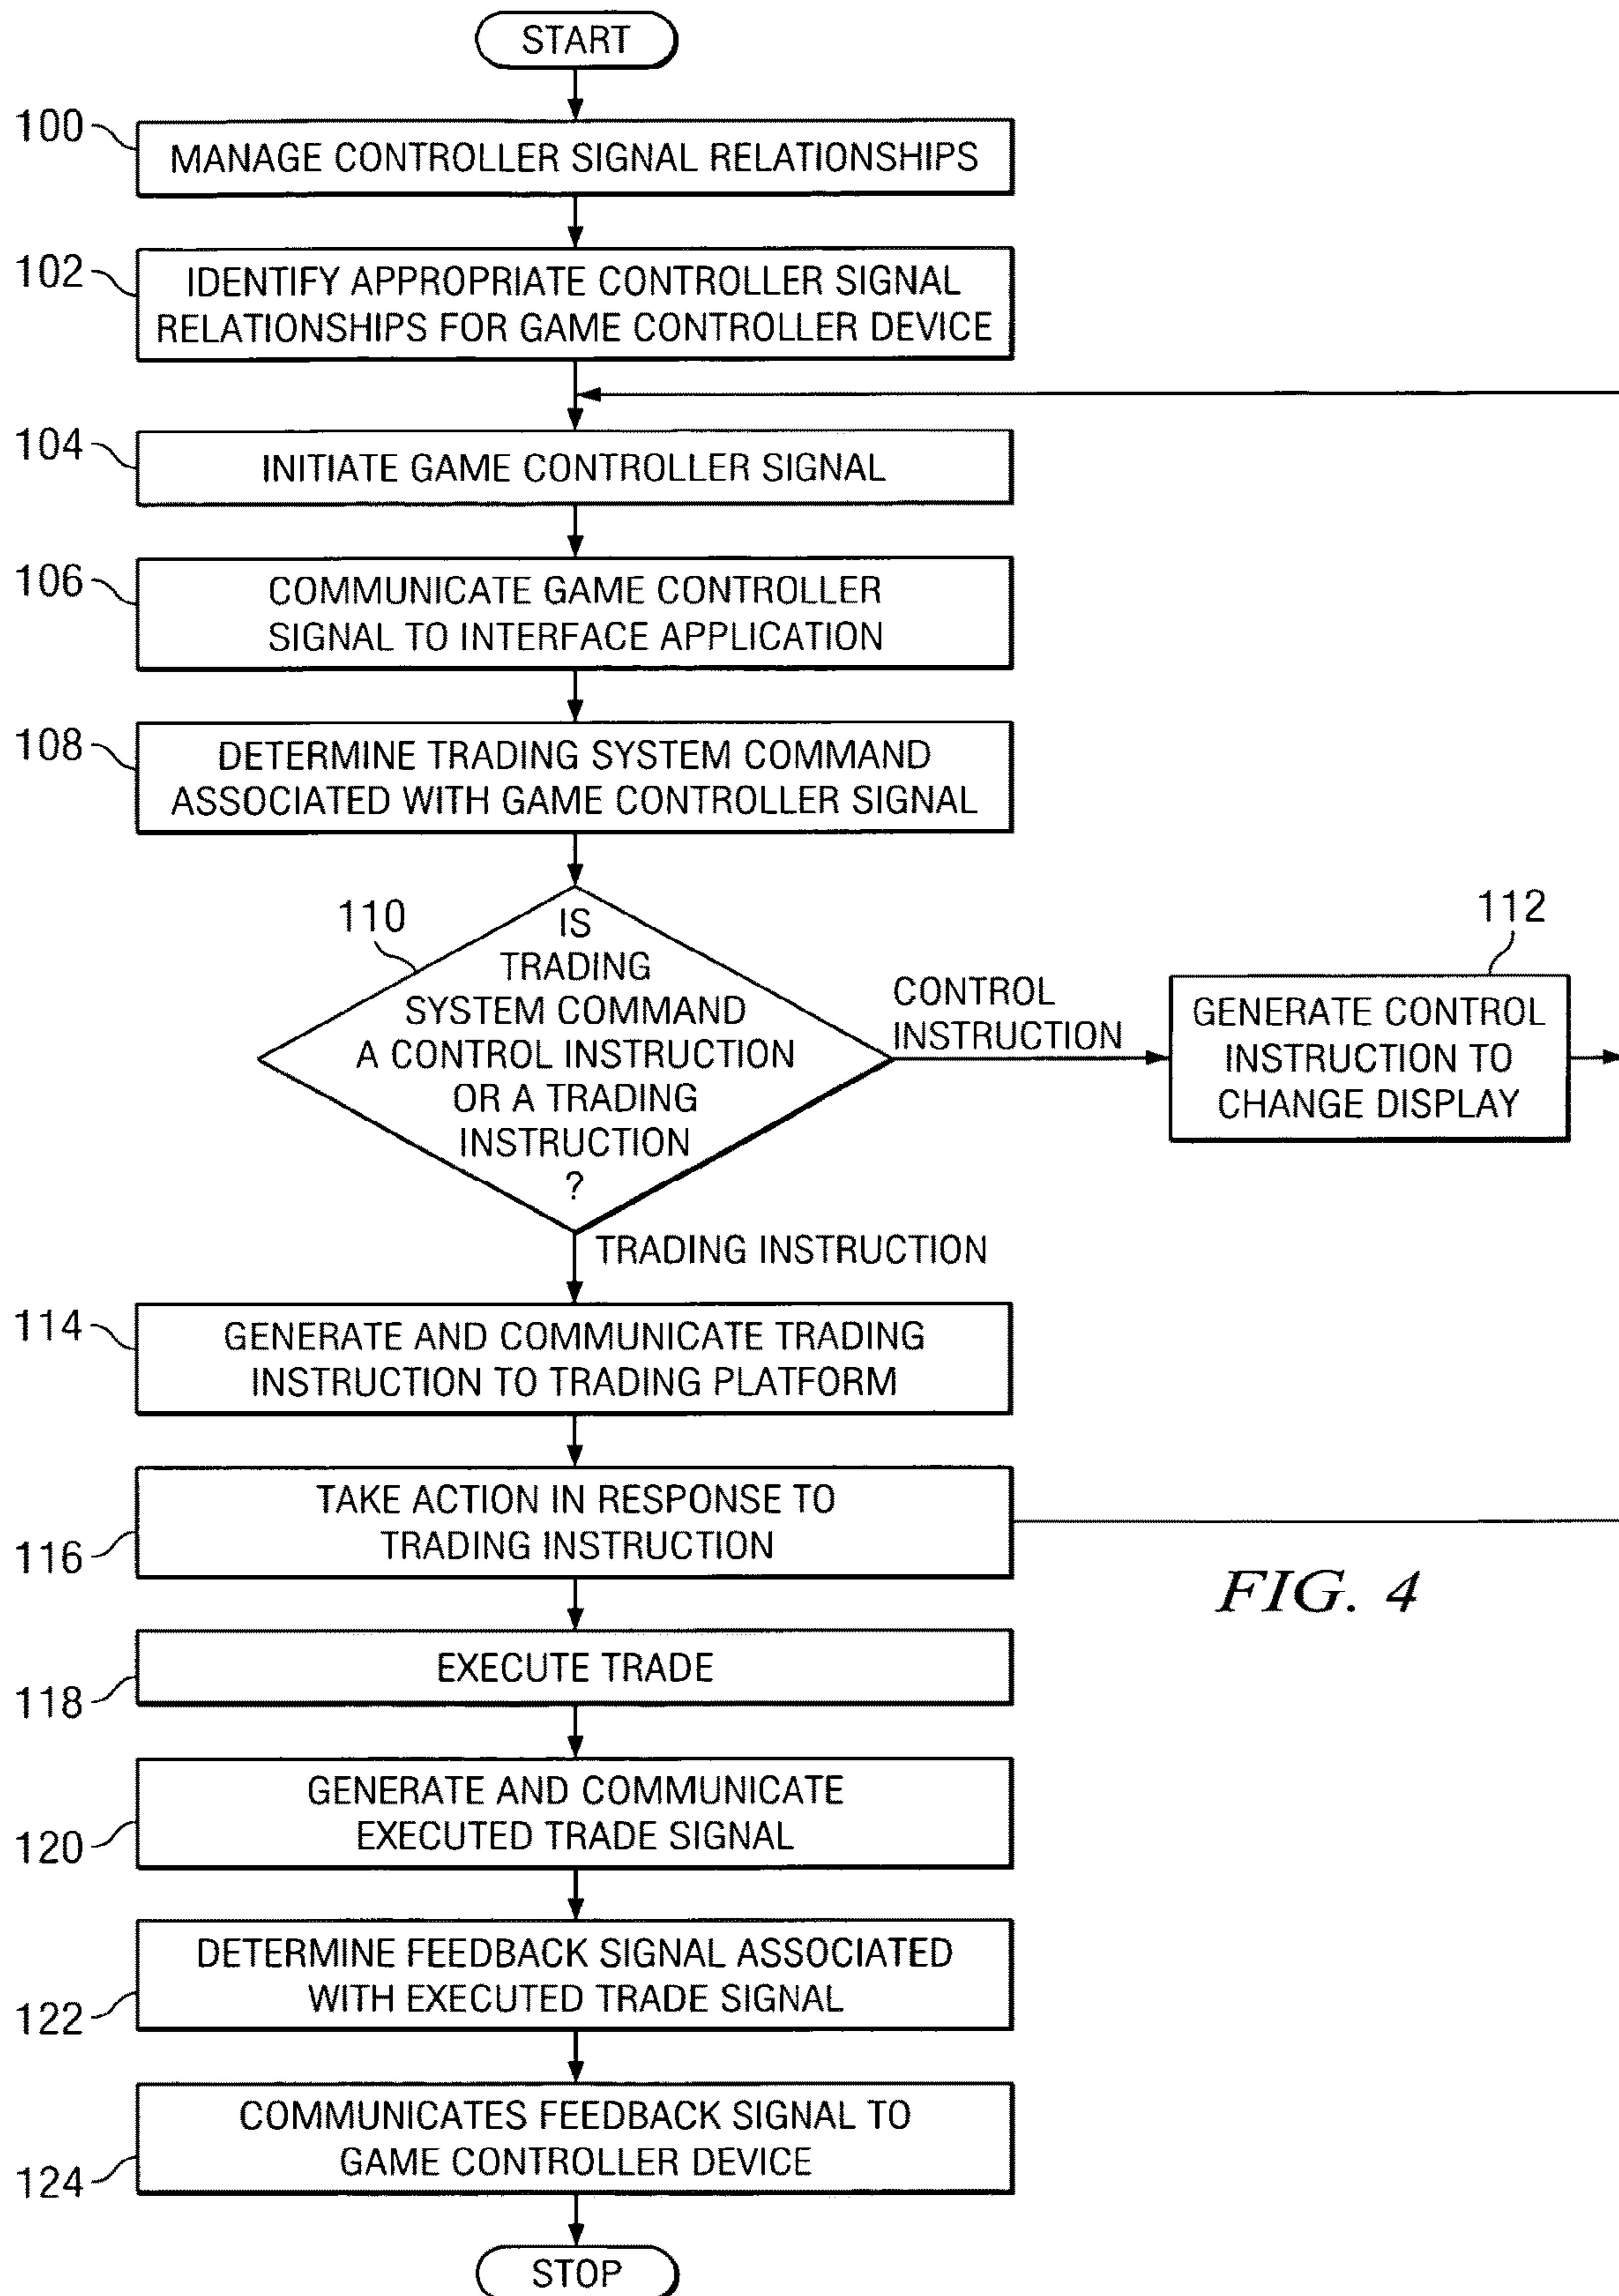 START
100
MANAGE CONTROLLER SIGNAL RELATIONSHIPS
102
IDENTIFY APPROPRIATE CONTROLLER SIGNAL
RELATIONSHIPS FOR GAME CONTROLLER DEVICE
104
INITIATE GAME CONTROLLER SIGNAL
106
COMMUNICATE GAME CONTROLLER
SIGNAL TO INTERFACE APPLICATION
108
DETERMINE TRADING SYSTEM COMMAND
ASSOCIATED WITH GAME CONTROLLER SIGNAL
110
IS
TRADING
SYSTEM COMMAND
A CONTROL INSTRUCTION
OR A TRADING
INSTRUCTION
?
CONTROL
INSTRUCTION
112
GENERATE CONTROL
INSTRUCTION TO
CHANGE DISPLAY
TRADING INSTRUCTION
114
GENERATE AND COMMUNICATE TRADING
INSTRUCTION TO TRADING PLATFORM
116
TAKE ACTION IN RESPONSE TO
TRADING INSTRUCTION
FIG. 4
118
EXECUTE TRADE
120
GENERATE AND COMMUNICATE
EXECUTED TRADE SIGNAL
122
DETERMINE FEEDBACK SIGNAL ASSOCIATED
WITH EXECUTED TRADE SIGNAL
124
COMMUNICATES FEEDBACK SIGNAL TO
GAME CONTROLLER DEVICE
STOP